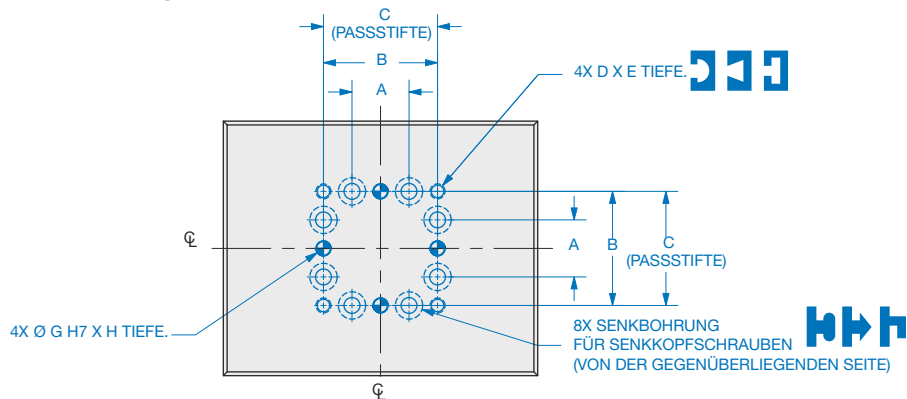 C
(PASSSTIFTE)
B
A
4X D X E TIEFE.
℄
A
B
C
(PASSSTIFTE)
4X Ø G H7 X H TIEFE.
8X SENKBOHRUNG
FÜR SENKKOPFSCHRAUBEN
(VON DER GEGENÜBERLIEGENDEN SEITE)
℄